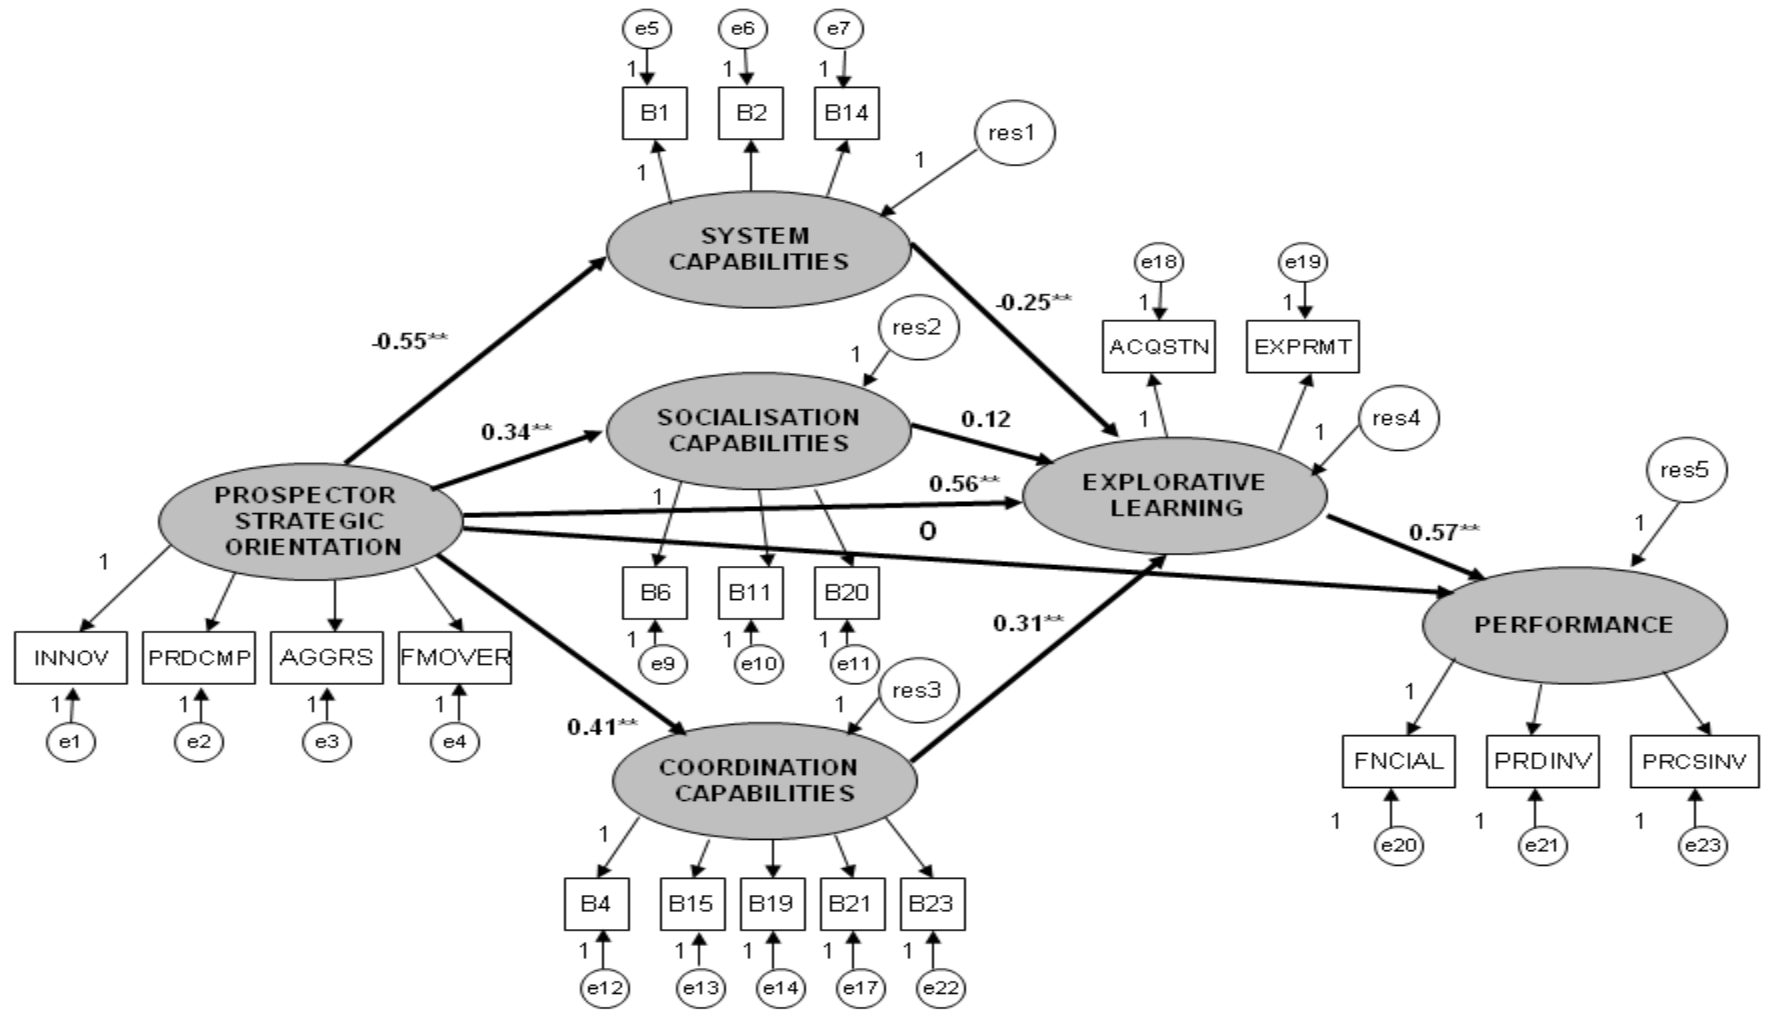 e5
e6
e7
1
1
1
B1
B2
B14
res1
1
1
SYSTEM
CAPABILITIES
e18
e19
1
1
-0.25**
res2
ACQSTN
EXPRMT
-0.55**
1
res4
1
1
SOCIALISATION
CAPABILITIES
0.12
0.34**
res5
EXPLORATIVE
LEARNING
0.56**
1
PROSPECTOR
STRATEGIC
ORIENTATION
0
0.57**
1
1
B6
B11
B20
0.31**
PERFORMANCE
INNOV
PRDCMP
AGGRS
FMOVER
1
1
1
e9
e10
e11
res3
1
1
1
1
1
1
0.41**
e1
e2
e3
e4
FNCIAL
PRDINV
PRCSINV
COORDINATION
CAPABILITIES
1
1
1
1
e20
e21
e23
B4
B15
B19
B21
B23
1
1
1
1
1
e12
e13
e14
e17
e22